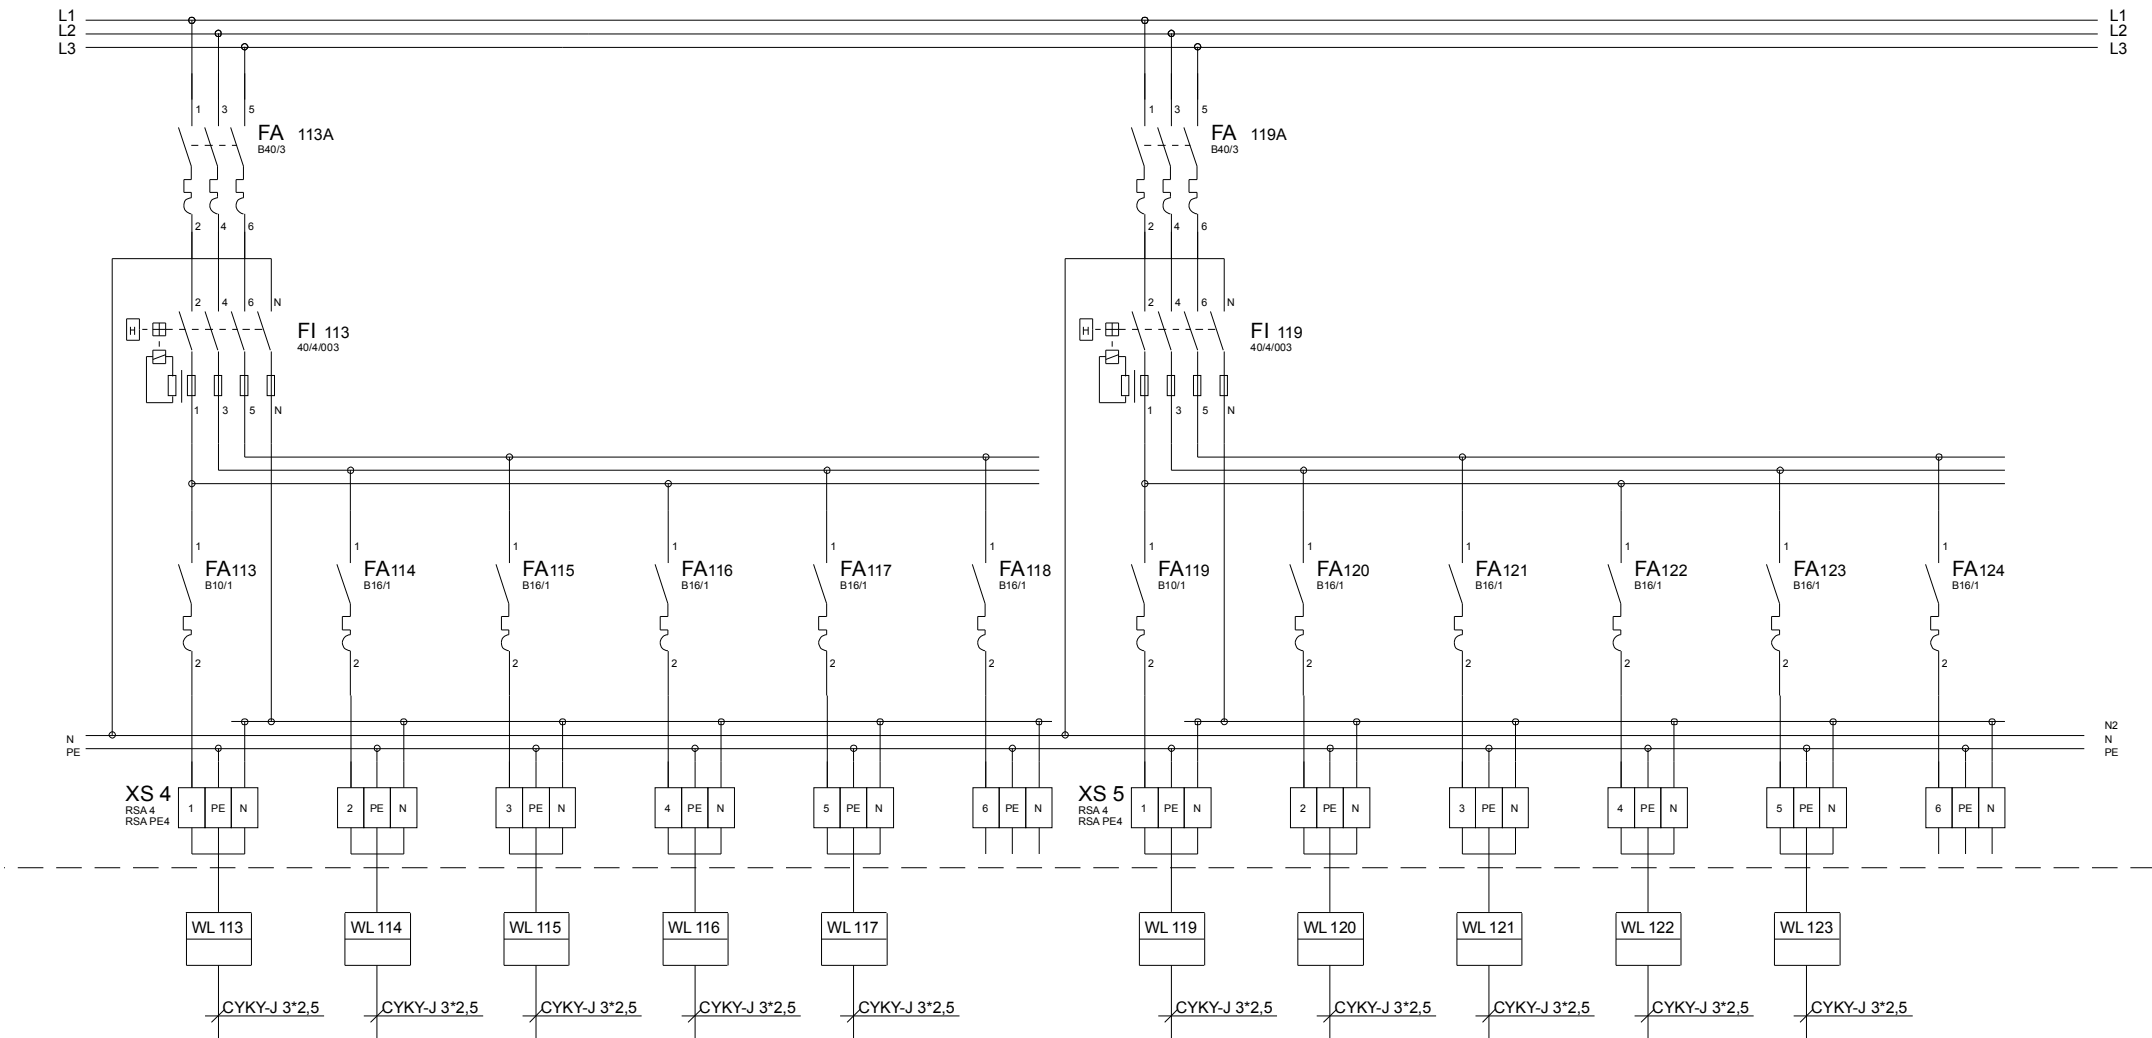 L1 L1
L2 L2
L3 L3
1 3 5 1 3 5
FA 113A FA 119A
B40/3 B40/3
2 4 6 2 4 6
2 4 6 N 2 4 6 N
H H
FI 113 FI 119
40/4/003 40/4/003
1 3 5 N 1 3 5 N
1 1 1 1 1 1 1 1 1 1 1 1
FA113 FA114 FA115 FA116 FA117 FA118 FA119 FA120 FA121 FA122 FA123 FA124
B10/1 B16/1 B16/1 B16/1 B16/1 B16/1 B10/1 B16/1 B16/1 B16/1 B16/1 B16/1
2 2 2 2 2 2 2 2 2 2 2 2
N2
N N
PE PE
XS 4 XS 5
RSA 4 RSA 4
RSA PE4 RSA PE4
1 PE N 2 PE N 3 PE N 4 PE N 5 PE N 6 PE N 1 PE N 2 PE N 3 PE N 4 PE N 5 PE N 6 PE N
WL 113 WL 114 WL 115 WL 116 WL 117 WL 119 WL 120 WL 121 WL 122 WL 123
CYKY-J 3*2,5 CYKY-J 3*2,5 CYKY-J 3*2,5 CYKY-J 3*2,5 CYKY-J 3*2,5 CYKY-J 3*2,5 CYKY-J 3*2,5 CYKY-J 3*2,5 CYKY-J 3*2,5 CYKY-J 3*2,5